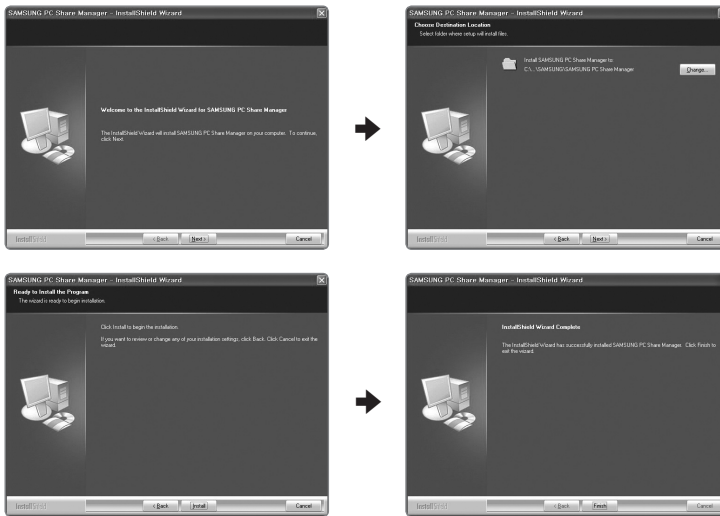 SAMSUNG PC Share Manager - InstallShield Wizard
Welcome to the InstallShield Wizard for SAMSUNG PC Share Manager
The InstallShield Wizard will install SAMSUNG PC Share Manager on your computer. To continue,
click Next.
InstallShield
< Back
Next >
Cancel
SAMSUNG PC Share Manager - InstallShield Wizard
Choose Destination Location
Select folder where setup will install files.
Install SAMSUNG PC Share Manager to:
C:\...\SAMSUNG\SAMSUNG PC Share Manager
Change...
InstallShield
< Back
Next >
Cancel
SAMSUNG PC Share Manager - InstallShield Wizard
Ready to Install the Program
The wizard is ready to begin installation.
Click Install to begin the installation.
If you want to review or change any of your installation settings, click Back. Click Cancel to exit the
wizard.
InstallShield
< Back
Install
Cancel
SAMSUNG PC Share Manager - InstallShield Wizard
InstallShield Wizard Complete
The InstallShield Wizard has successfully installed SAMSUNG PC Share Manager. Click Finish to
exit the wizard.
InstallShield
< Back
Finish
Cancel